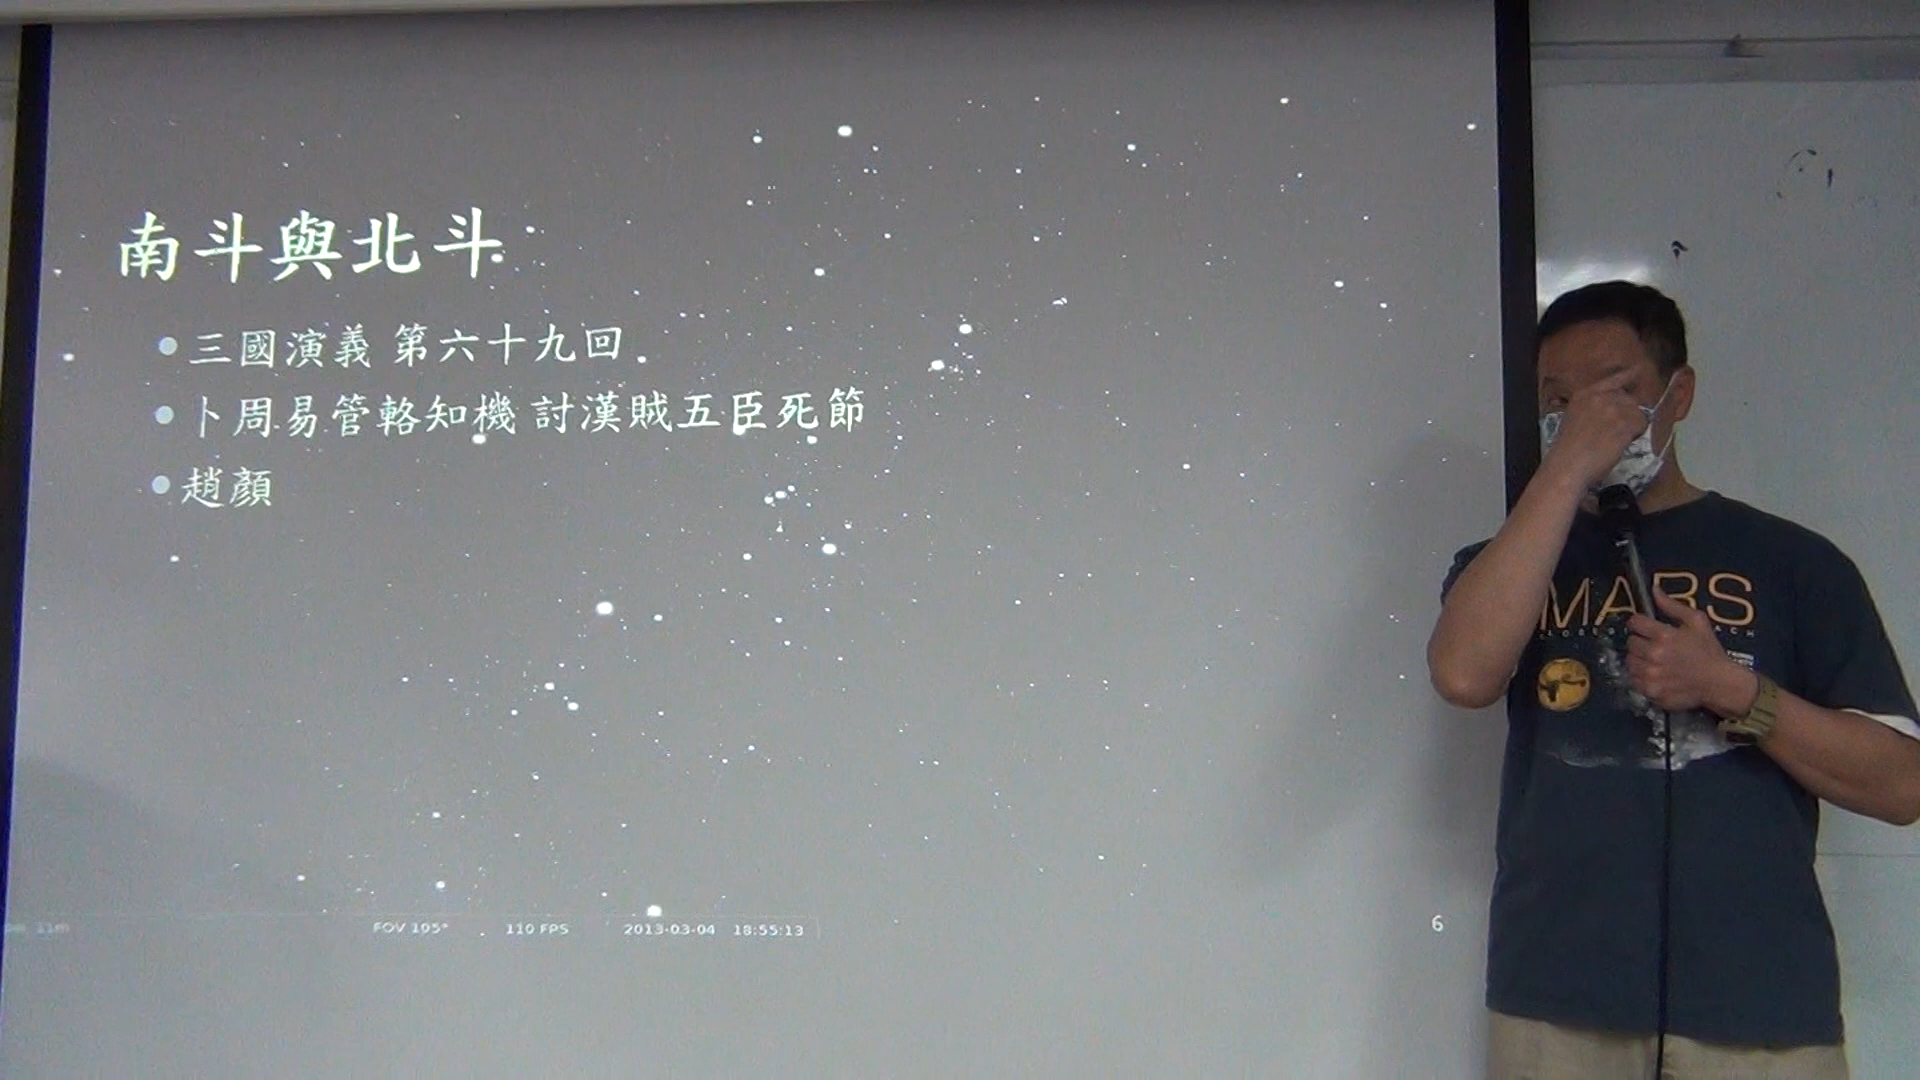 南斗與北斗
三國演義 第六十九回
卜周易管輅知機 討漢賊五臣死節
趙顏
FOV 105° 110 FPS 2013-03-04 18:55:13
6
MARS